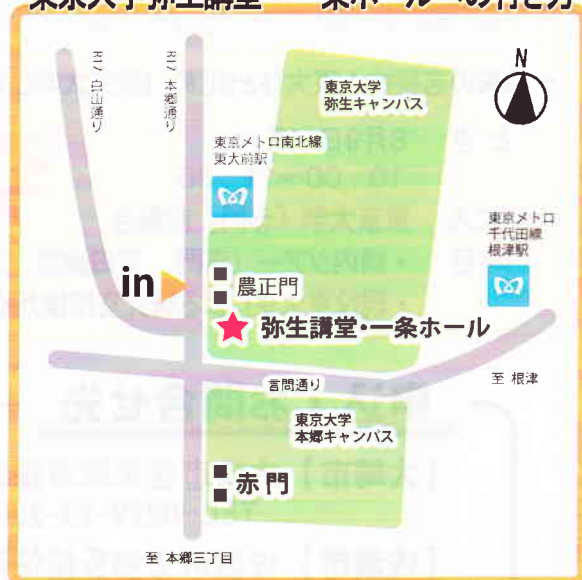 東京大学弥生講堂 一条ホールへの行き方
R17 白山通り
R17 本郷通り
東京大学
弥生キャンパス
N
東京メトロ南北線
東大前駅
東京メトロ
千代田線
根津駅
in
農正門
弥生講堂・一条ホール
言問通り
至 根津
東京大学
本郷キャンパス
赤門
至 本郷三丁目